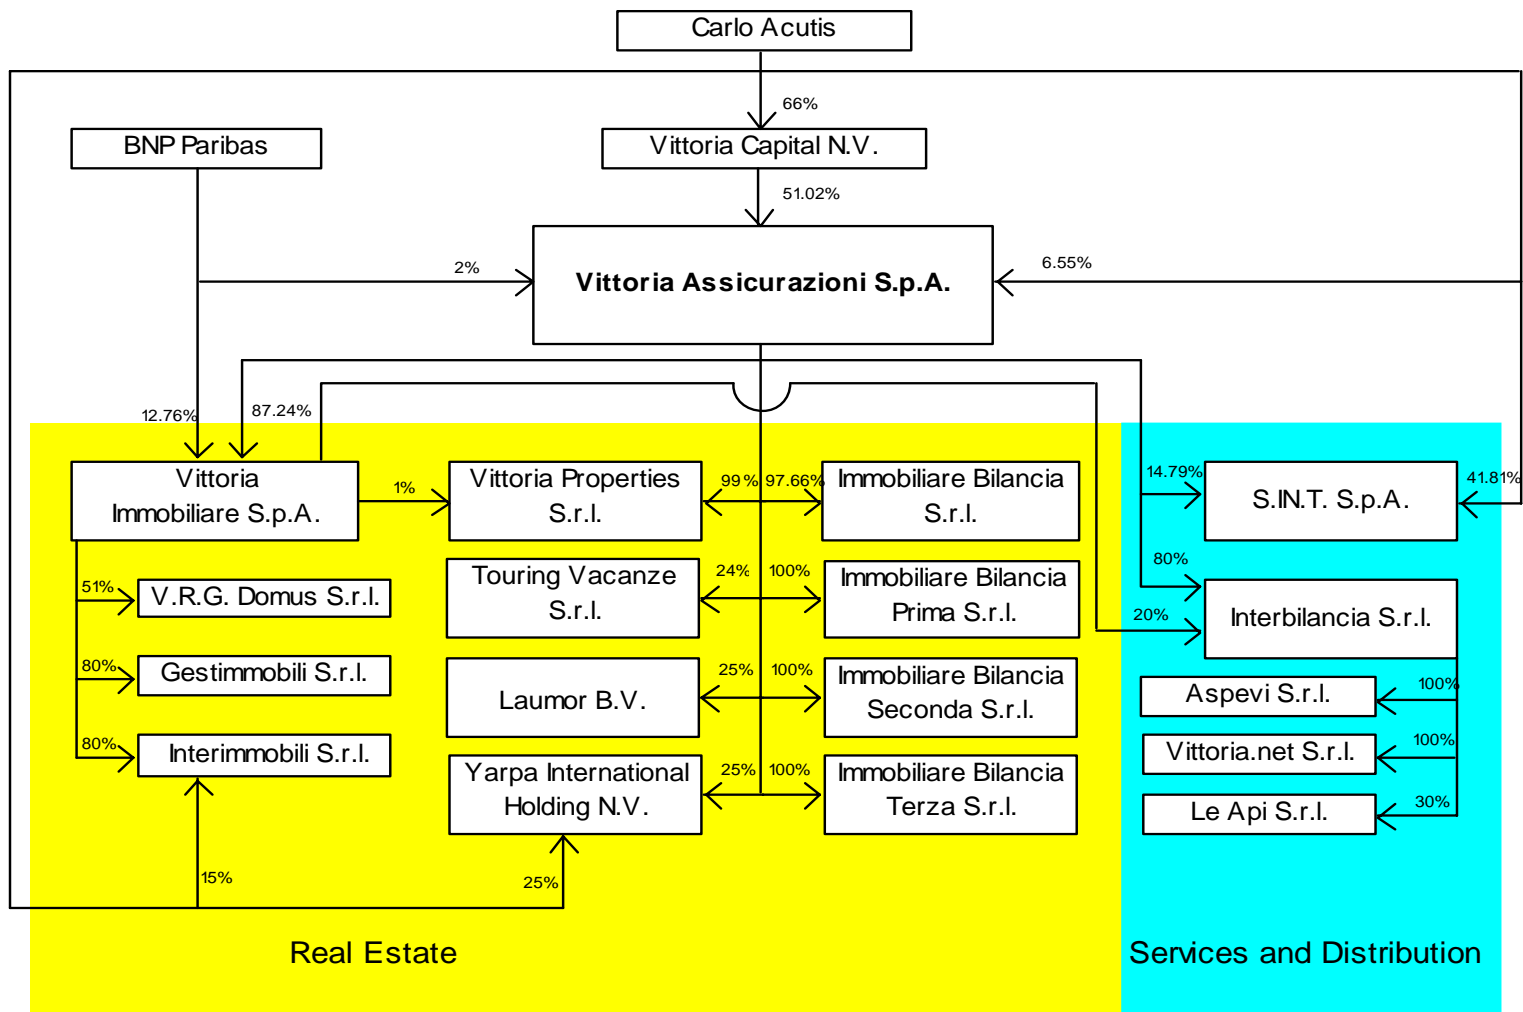 Carlo Acutis
66%
BNP Paribas
Vittoria Capital N.V.
51.02%
2%
Vittoria Assicurazioni S.p.A.
6.55%
12.76%
87.24%
Vittoria
Immobiliare S.p.A.
1%
Vittoria Properties
S.r.l.
99%
97.66%
Immobiliare Bilancia
S.r.l.
14.79%
S.IN.T. S.p.A.
41.81%
51%
V.R.G. Domus S.r.l.
Touring Vacanze
S.r.l.
24%
100%
Immobiliare Bilancia
Prima S.r.l.
80%
20%
Interbilancia S.r.l.
80%
Gestimmobili S.r.l.
Laumor B.V.
25%
100%
Immobiliare Bilancia
Seconda S.r.l.
Aspevi S.r.l.
100%
80%
Interimmobili S.r.l.
Yarpa International
Holding N.V.
25%
100%
Immobiliare Bilancia
Terza S.r.l.
Vittoria.net S.r.l.
100%
Le Api S.r.l.
30%
15%
25%
Real Estate
Services and Distribution